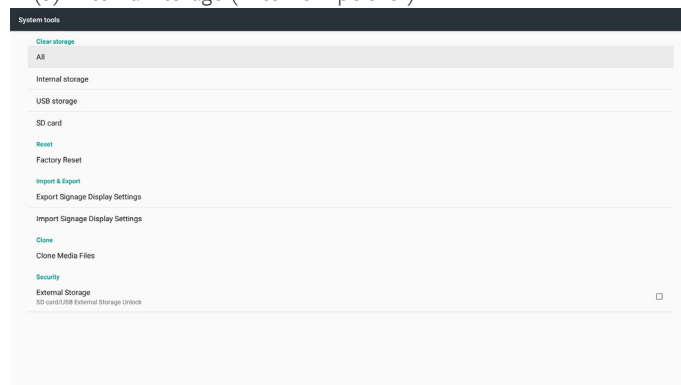 System tools
Clear storage
All
Internal storage
USB storage
SD card
Reset
Factory Reset
Import & Export
Export Signage Display Settings
Import Signage Display Settings
Clone
Clone Media Files
Security
External Storage
SD card/USB External Storage Unlock